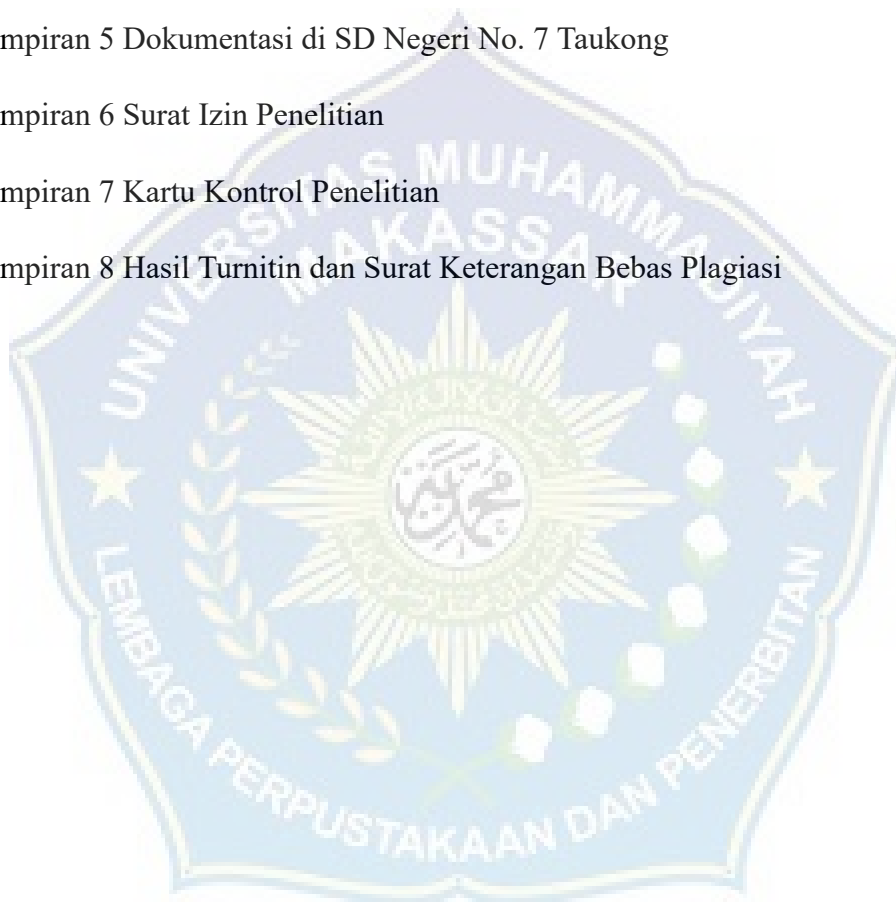 mpiran 5 Dokumentasi di SD Negeri No. 7 Taukong
mpiran 6 Surat Izin Penelitian
mpiran 7 Kartu Kontrol Penelitian
mpiran 8 Hasil Turnitin dan Surat Keterangan Bebas Plagiasi
UNIVERSITAS MUHAMMADIYAH
MAKASSAR
محمدية
LEMBAGA PERPUSTAKAAN DAN PENERBITAN